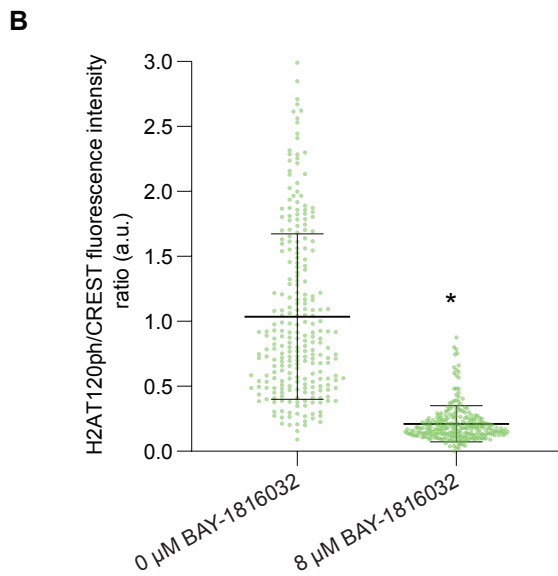 B
H2AT120ph/CREST fluorescence intensity
ratio (a.u.)
3.0
2.5
2.0
1.5
1.0
0.5
0.0
*
0 µM BAY-1816032
8 µM BAY-1816032